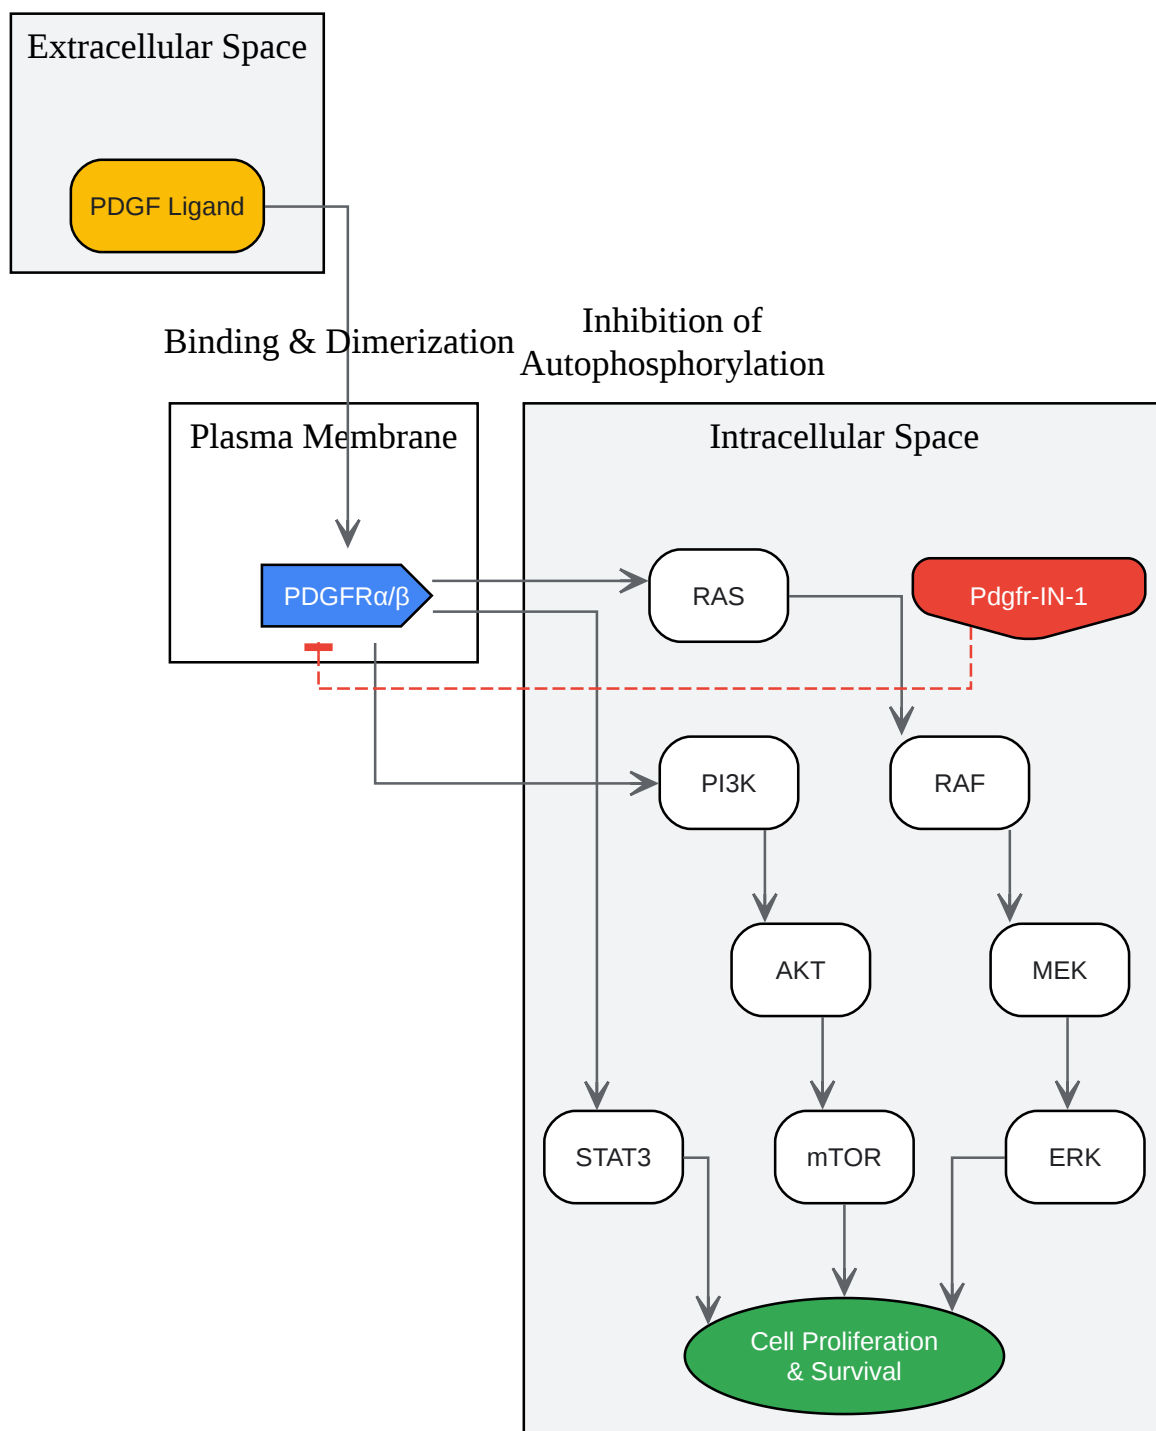 Extracellular Space
PDGF Ligand
Binding & Dimerization
Inhibition of
Autophosphorylation
Plasma Membrane
Intracellular Space
PDGFRα/β
RAS
Pdgfr-IN-1
PI3K
RAF
AKT
MEK
STAT3
mTOR
ERK
Cell Proliferation
& Survival